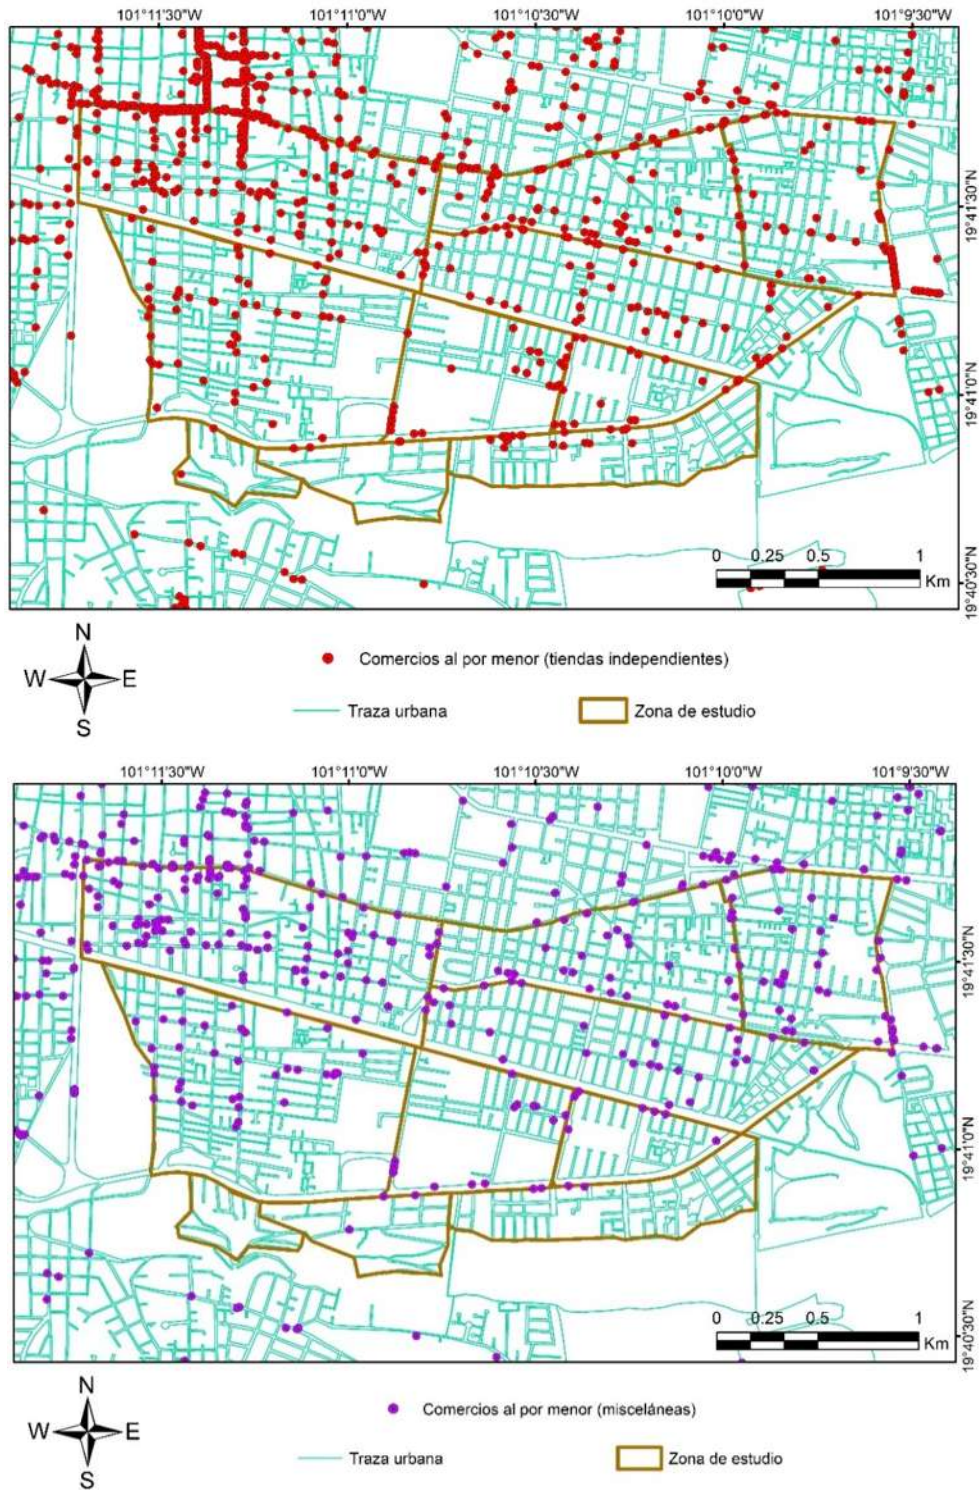 101°11'30"W 101°11'0"W 101°10'30"W 101°10'0"W 101°9'30"W
19°41'30"N
19°41'0"N
19°40'30"N
0 0.25 0.5 1
Km
N
W E
S
Comercios al por menor (tiendas independientes)
Traza urbana Zona de estudio
101°11'30"W 101°11'0"W 101°10'30"W 101°10'0"W 101°9'30"W
19°41'30"N
19°41'0"N
19°40'30"N
0 0.25 0.5 1
Km
N
W E
S
Comercios al por menor (misceláneas)
Traza urbana Zona de estudio